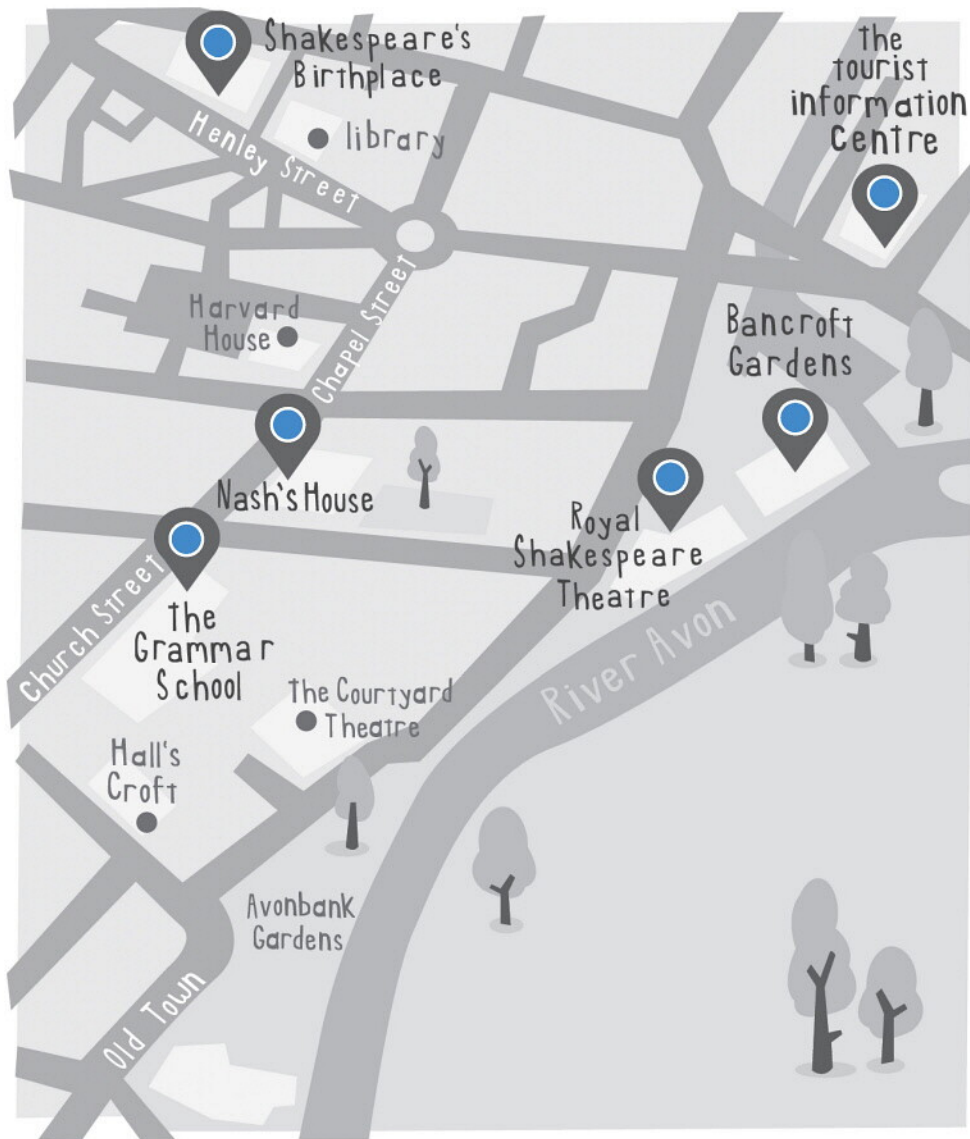 Shakespeare's
Birthplace
the
tourist
information
Centre
Henley Street
library
Harvard
House
Chapel Street
Bancroft
Gardens
Nash's House
Royal
Shakespeare
Theatre
Church Street
the
Grammar
School
River Avon
The Courtyard
Theatre
Hall's
Croft
Avonbank
Gardens
Old Town